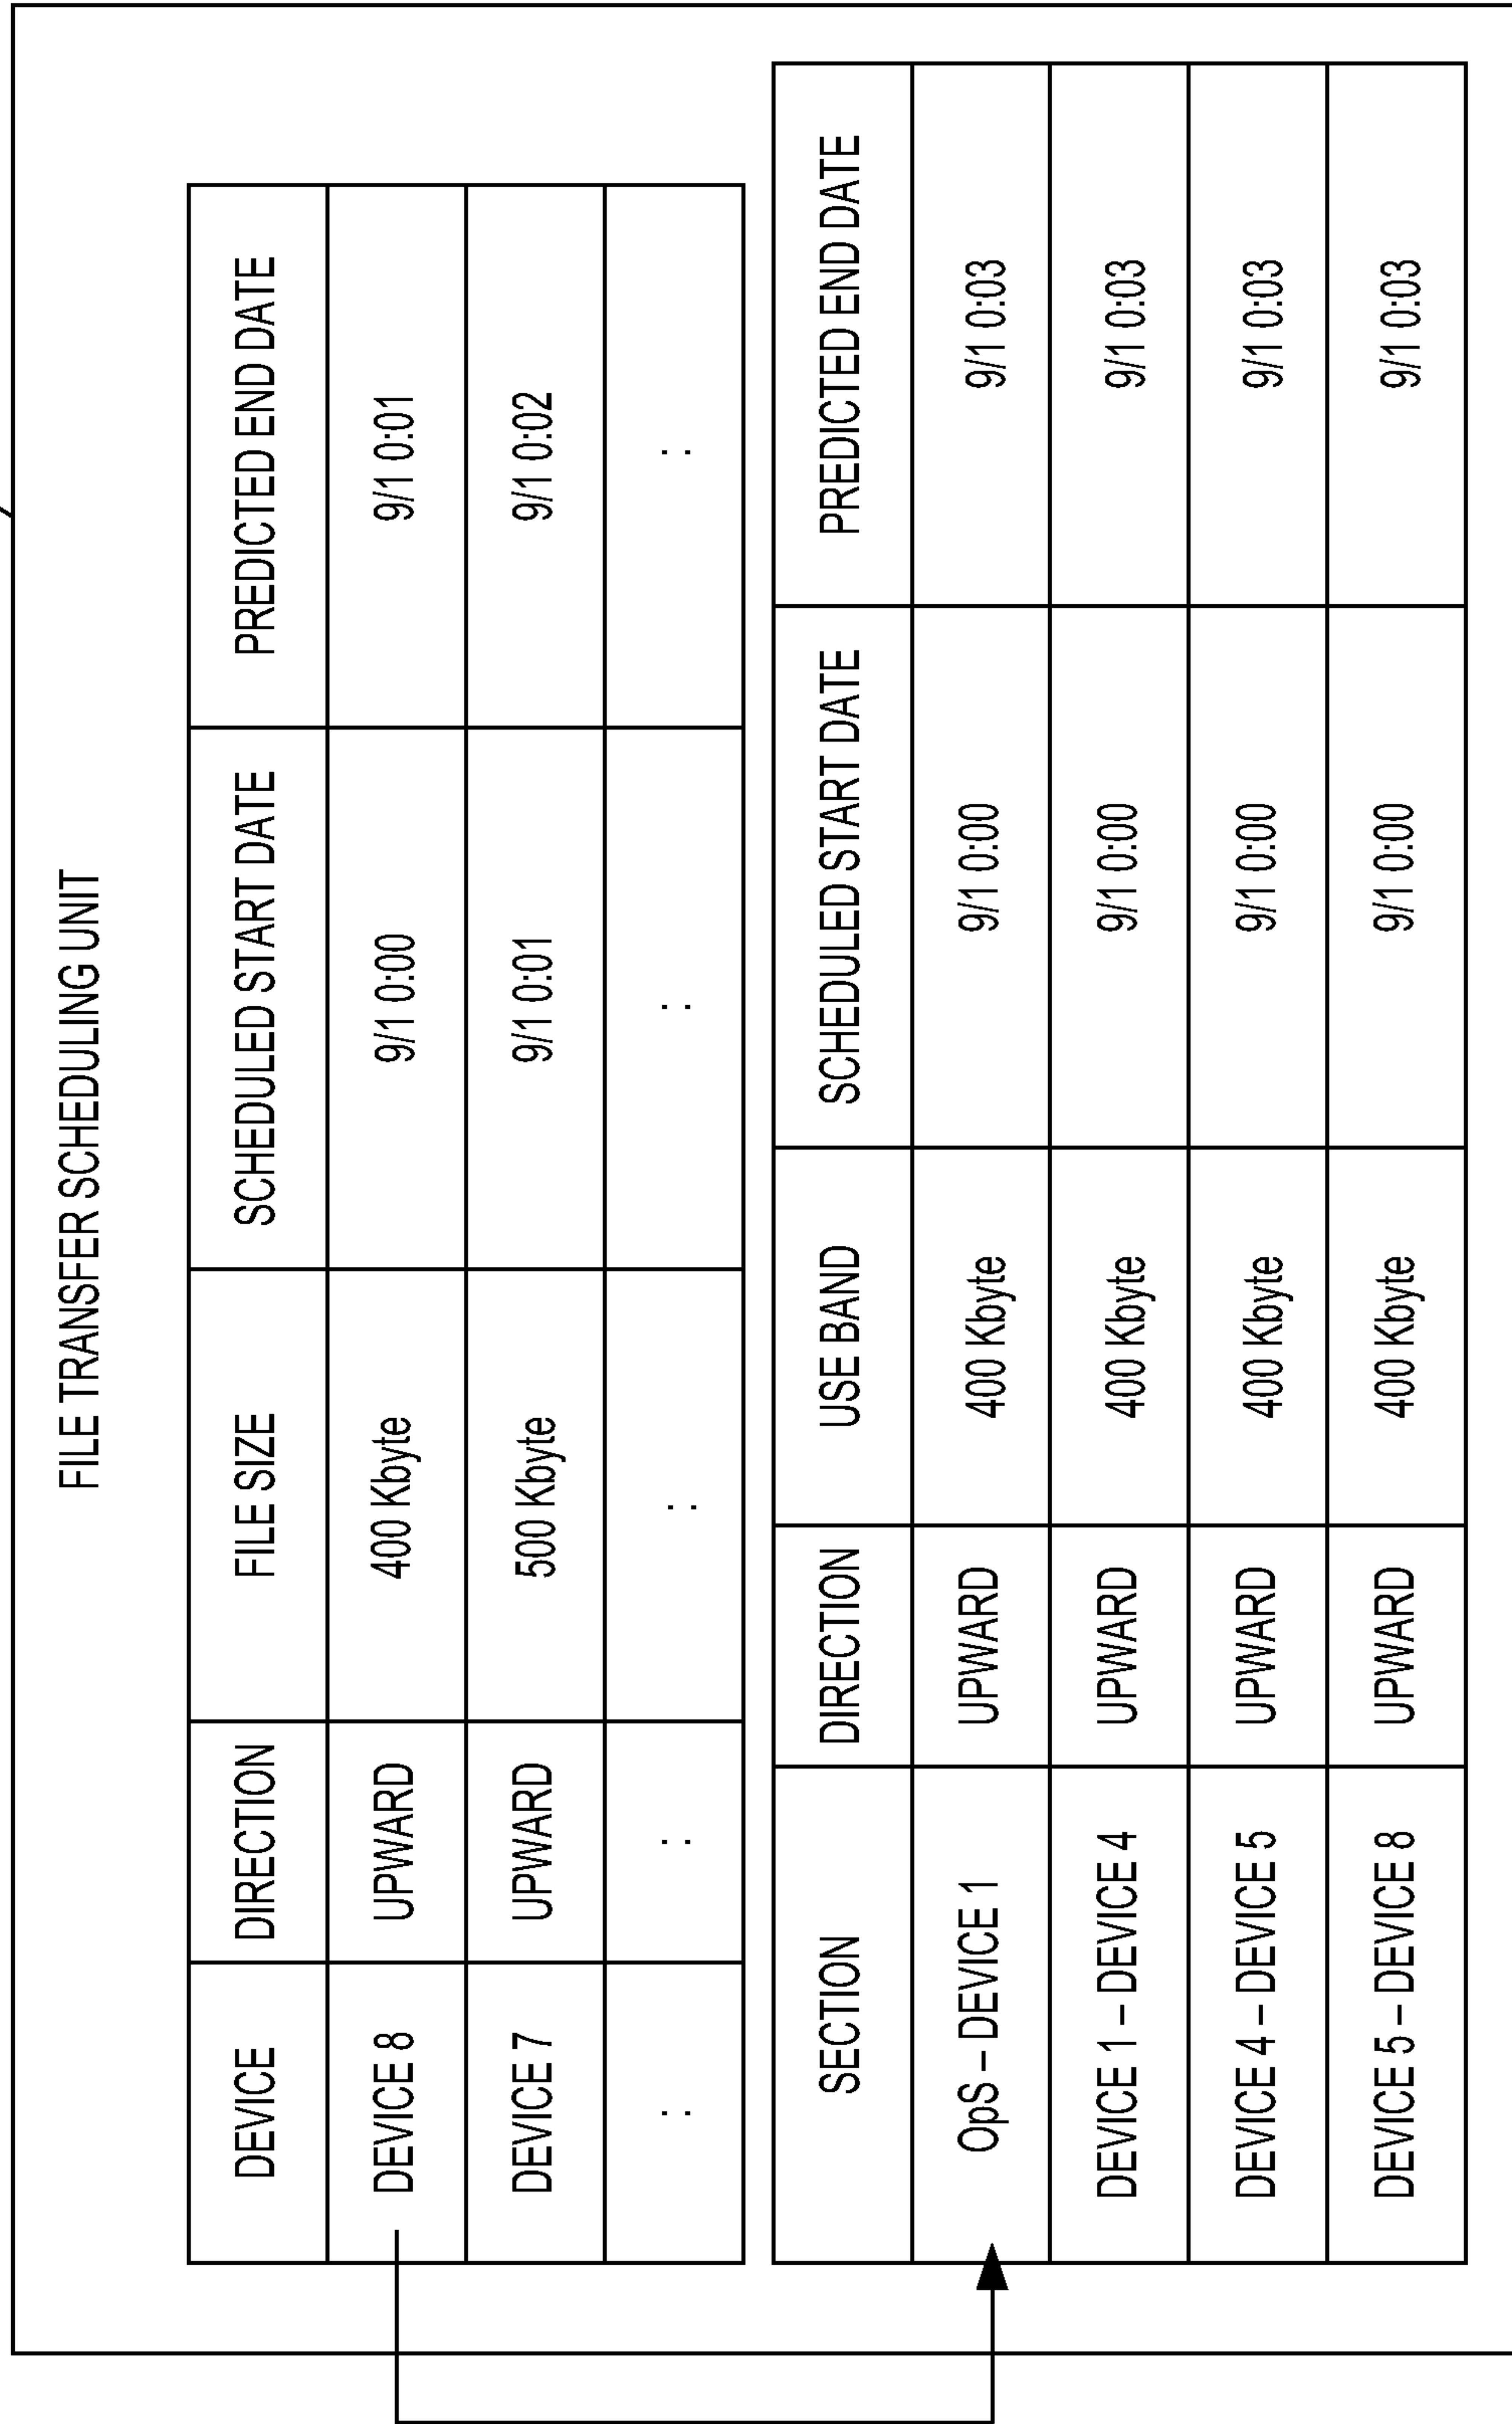 FILE TRANSFER SCHEDULING UNIT
DEVICE DIRECTION FILE SIZE SCHEDULED START DATE PREDICTED END DATE
DEVICE 8 UPWARD 400 Kbyte 9/1 0:00 9/1 0:01
DEVICE 7 UPWARD 500 Kbyte 9/1 0:01 9/1 0:02
: : : : :
SECTION DIRECTION USE BAND SCHEDULED START DATE PREDICTED END DATE
OpS – DEVICE 1 UPWARD 400 Kbyte 9/1 0:00 9/1 0:03
DEVICE 1 – DEVICE 4 UPWARD 400 Kbyte 9/1 0:00 9/1 0:03
DEVICE 4 – DEVICE 5 UPWARD 400 Kbyte 9/1 0:00 9/1 0:03
DEVICE 5 – DEVICE 8 UPWARD 400 Kbyte 9/1 0:00 9/1 0:03